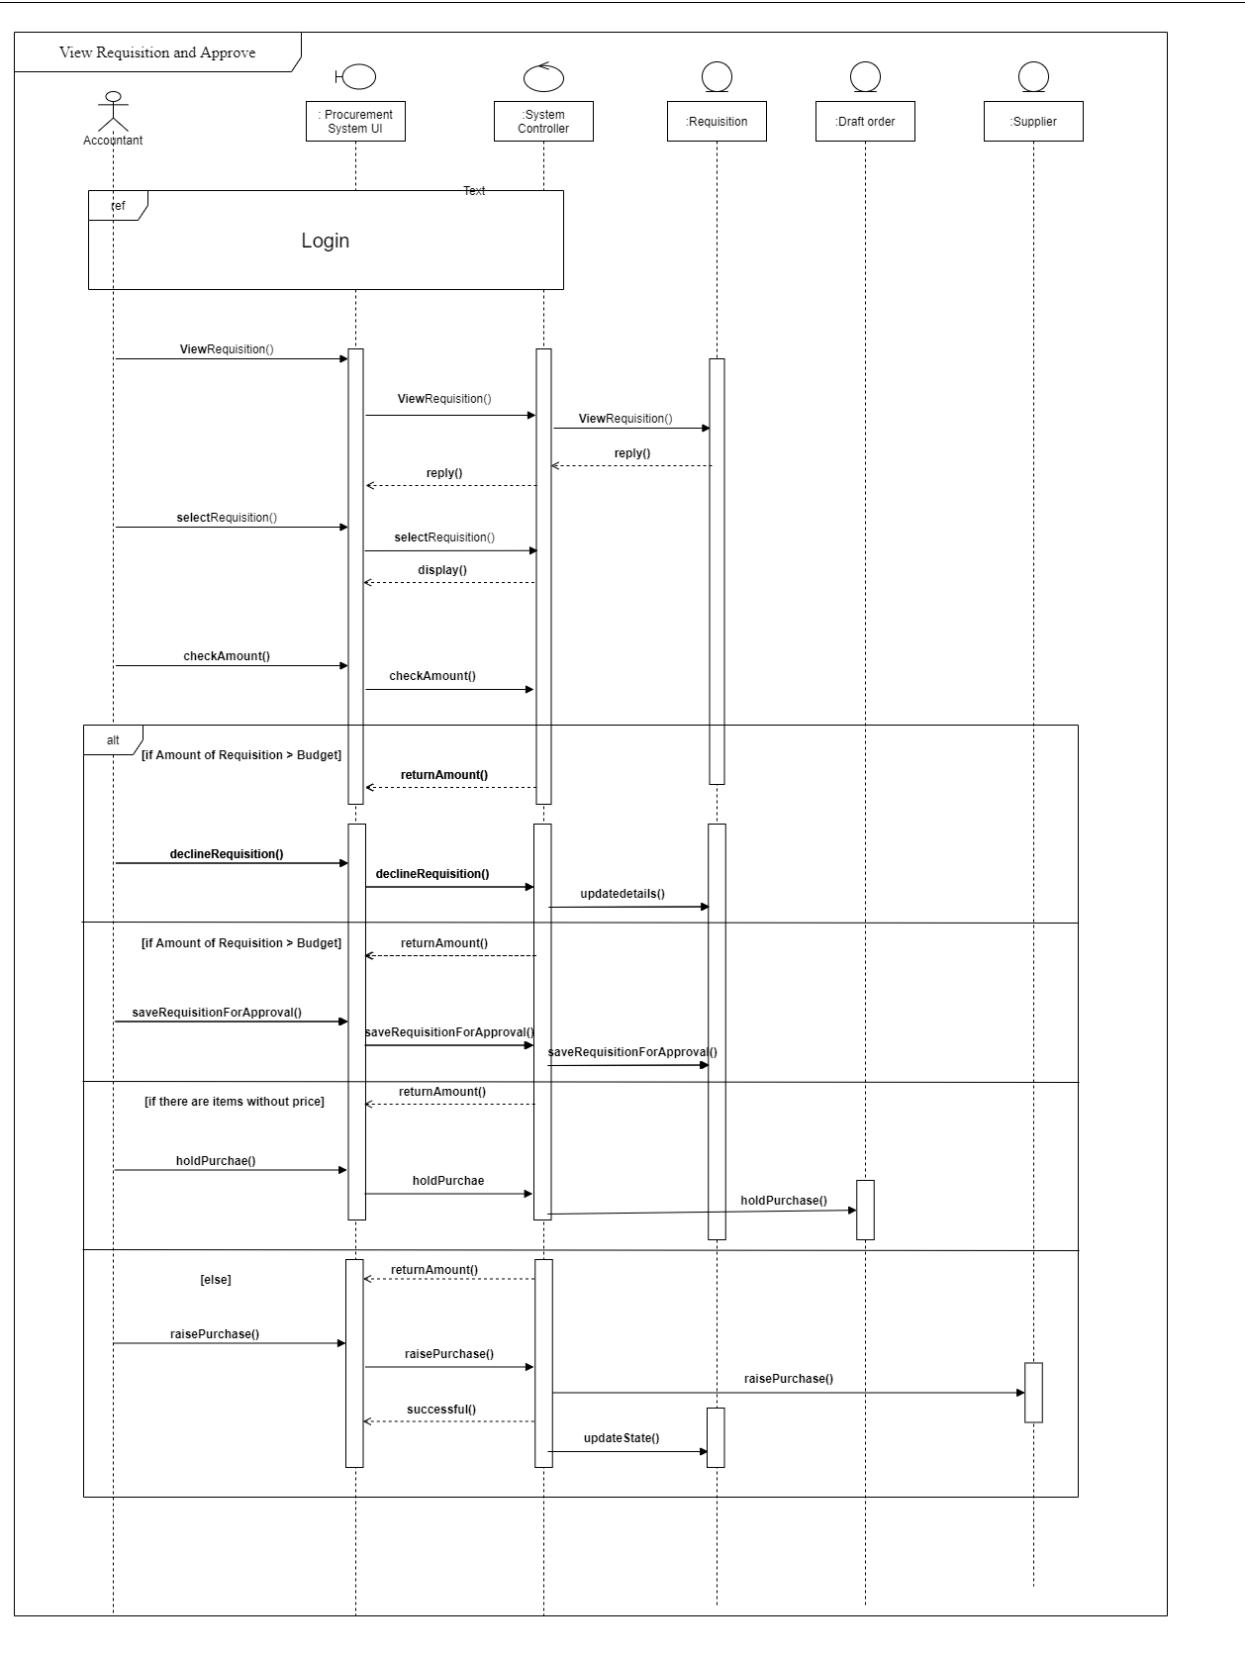 View Requisition and Approve
Accountant
: Procurement
System UI
:System
Controller
:Requisition
:Draft order
:Supplier
Text
ref
Login
ViewRequisition()
ViewRequisition()
ViewRequisition()
reply()
reply()
selectRequisition()
selectRequisition()
display()
checkAmount()
checkAmount()
alt
[if Amount of Requisition > Budget]
returnAmount()
declineRequisition()
declineRequisition()
updatedetails()
[if Amount of Requisition > Budget]
returnAmount()
saveRequisitionForApproval()
saveRequisitionForApproval()
saveRequisitionForApproval()
returnAmount()
[if there are items without price]
holdPurchae()
holdPurchae
holdPurchase()
returnAmount()
[else]
raisePurchase()
raisePurchase()
raisePurchase()
successful()
updateState()